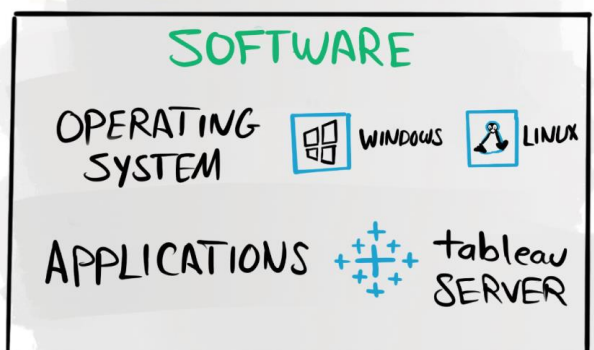 SOFTWARE
OPERATING SYSTEM
WINDOWS
LINUX
APPLICATIONS
tableau SERVER